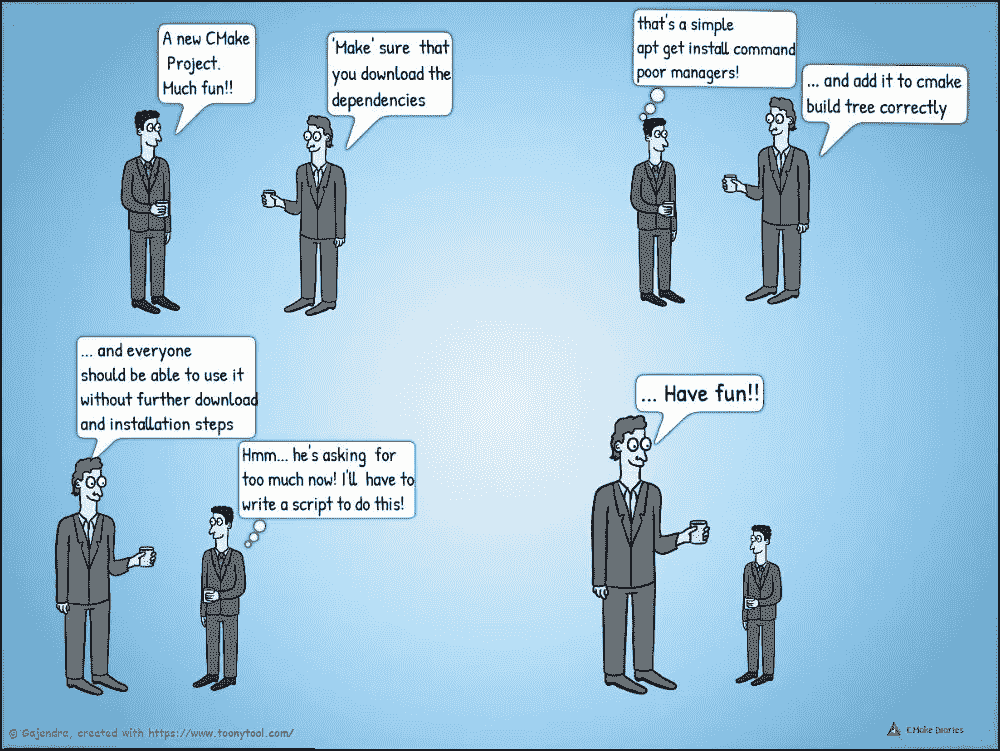 A new CMake
Project.
Much fun!!
'Make' sure that
you download the
dependencies
that's a simple
apt get install command
poor managers!
... and add it to cmake
build tree correctly
... and everyone
should be able to use it
without further download
and installation steps
Hmm... he's asking for
too much now! I'll have to
write a script to do this!
... Have fun!!
© Gajendra, created with https://www.toonytool.com/
CMake Diaries